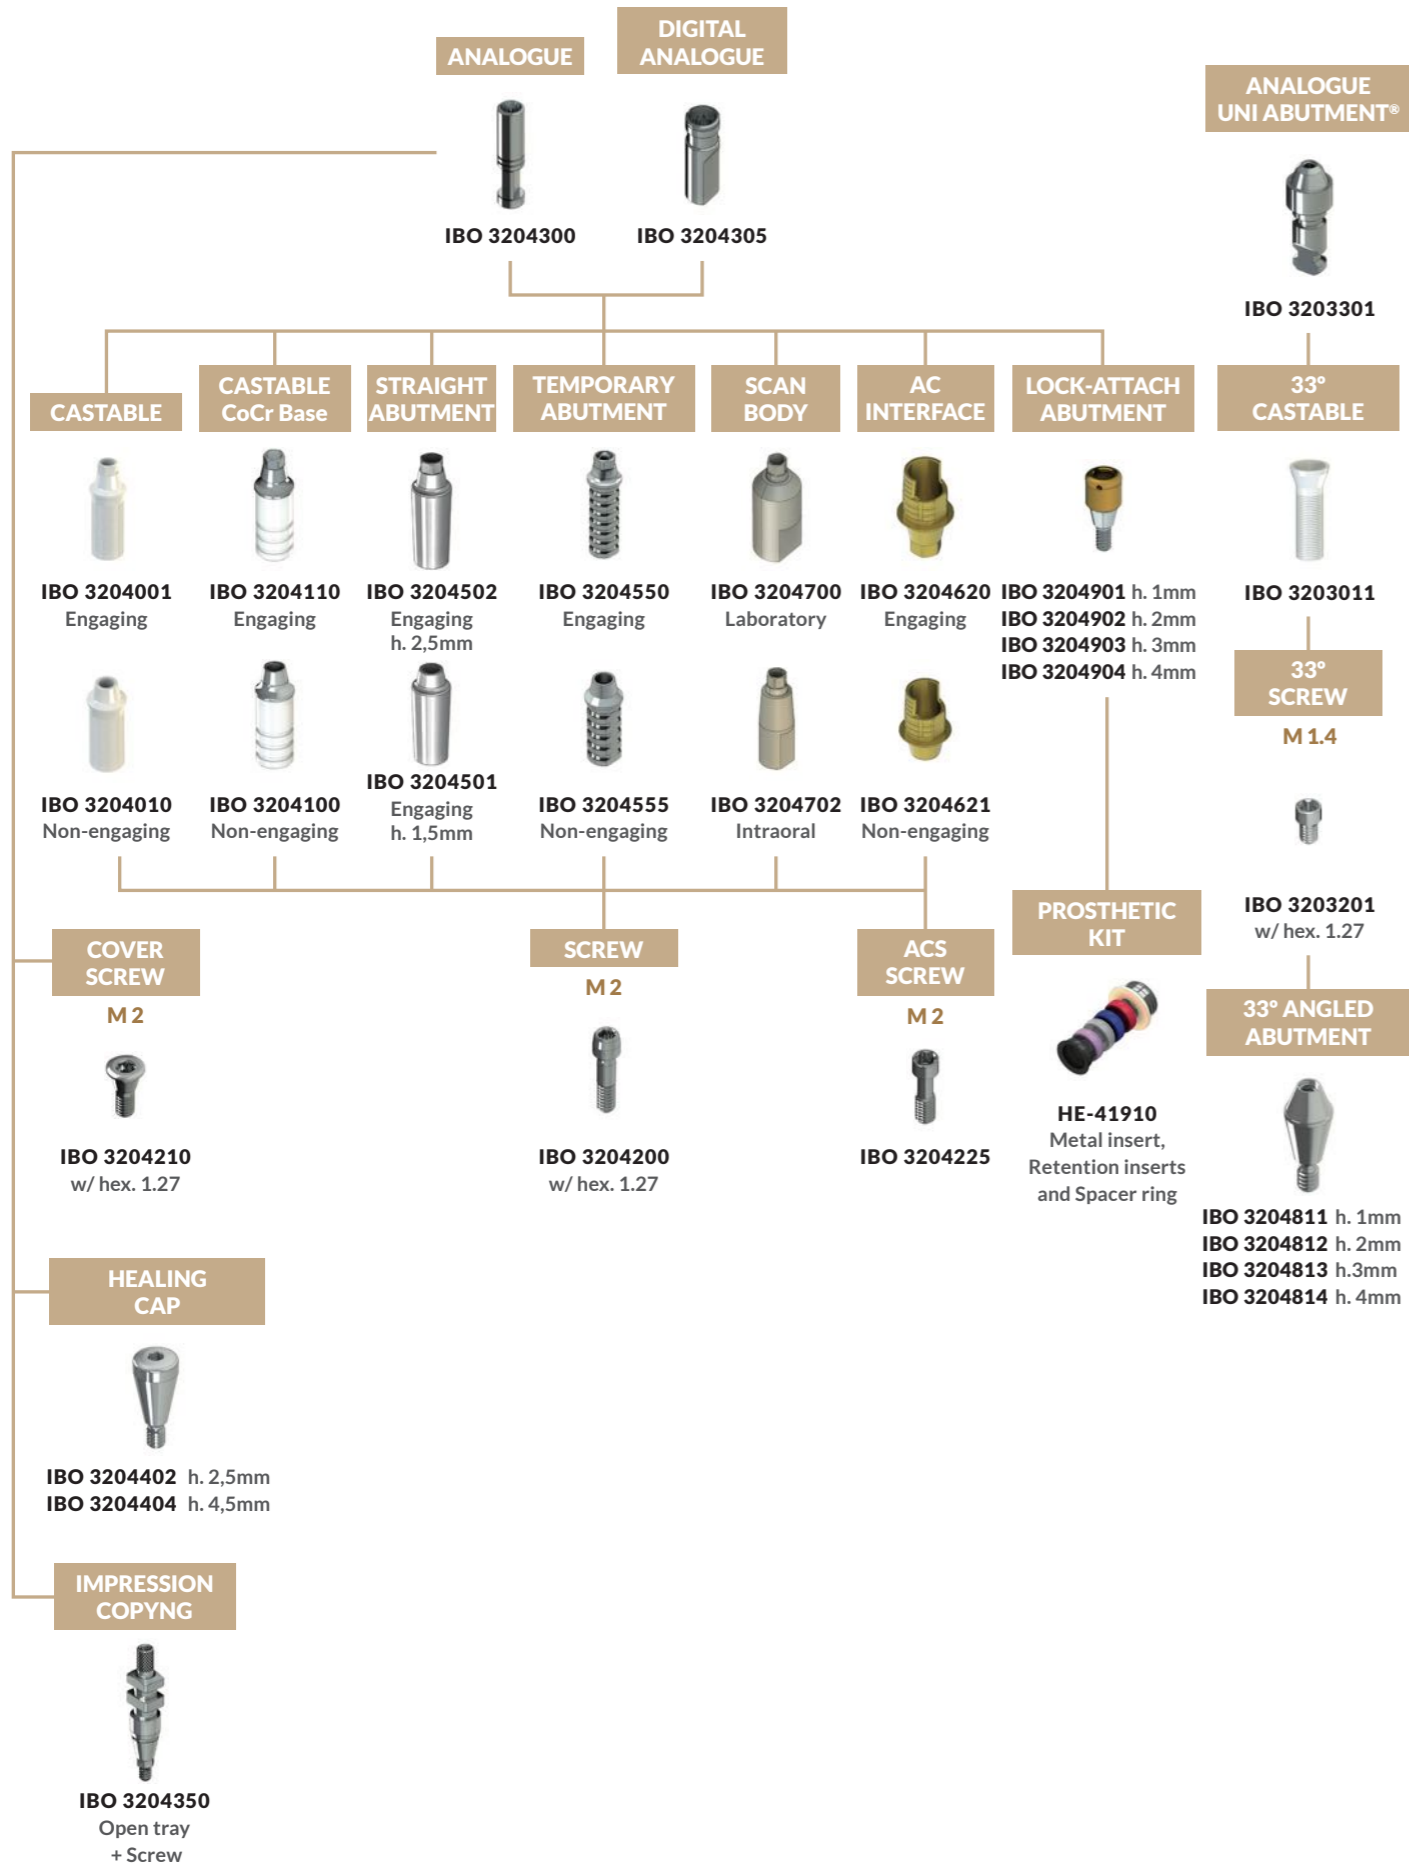 ANALOGUE
DIGITAL
ANALOGUE
ANALOGUE
UNI ABUTMENT®
IBO 3204300
IBO 3204305
IBO 3203301
CASTABLE
CASTABLE
CoCr Base
STRAIGHT
ABUTMENT
TEMPORARY
ABUTMENT
SCAN
BODY
AC
INTERFACE
LOCK-ATTACH
ABUTMENT
33°
CASTABLE
IBO 3204001
Engaging
IBO 3204110
Engaging
IBO 3204502
Engaging
h. 2,5mm
IBO 3204550
Engaging
IBO 3204700
Laboratory
IBO 3204620
Engaging
IBO 3204901 h. 1mm
IBO 3204902 h. 2mm
IBO 3204903 h. 3mm
IBO 3204904 h. 4mm
IBO 3203011
33°
SCREW
M 1.4
IBO 3204010
Non-engaging
IBO 3204100
Non-engaging
IBO 3204501
Engaging
h. 1,5mm
IBO 3204555
Non-engaging
IBO 3204702
Intraoral
IBO 3204621
Non-engaging
IBO 3203201
w/ hex. 1.27
COVER
SCREW
M 2
SCREW
M 2
ACS
SCREW
M 2
PROSTHETIC
KIT
33° ANGLED
ABUTMENT
IBO 3204210
w/ hex. 1.27
IBO 3204200
w/ hex. 1.27
IBO 3204225
HE-41910
Metal insert,
Retention inserts
and Spacer ring
IBO 3204811 h. 1mm
IBO 3204812 h. 2mm
IBO 3204813 h.3mm
IBO 3204814 h. 4mm
HEALING
CAP
IBO 3204402 h. 2,5mm
IBO 3204404 h. 4,5mm
IMPRESSION
COPYNG
IBO 3204350
Open tray
+ Screw